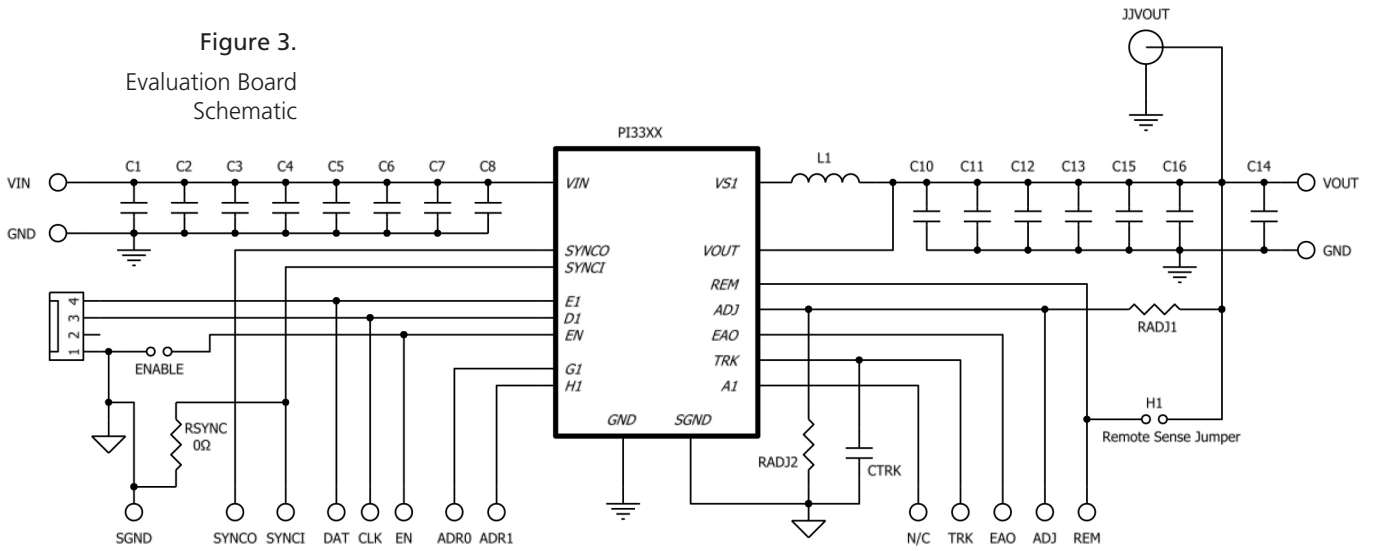 JJVOUT
Figure 3.
Evaluation Board
Schematic
PI33XX
C1 C2 C3 C4 C5 C6 C7 C8
L1
C10 C11 C12 C13 C15 C16 C14
VIN
VIN
VS1
VOUT
GND
SYNCO
SYNCI
VOUT
GND
REM
4
3
2
1
E1
D1
EN
ADJ
EAO
RADJ1
ENABLE
G1
H1
TRK
A1
RSYNC
0Ω
GND
SGND
H1
Remote Sense Jumper
RADJ2
CTRK
SGND SYNCO SYNCI DAT CLK EN ADR0 ADR1
N/C TRK EAO ADJ REM